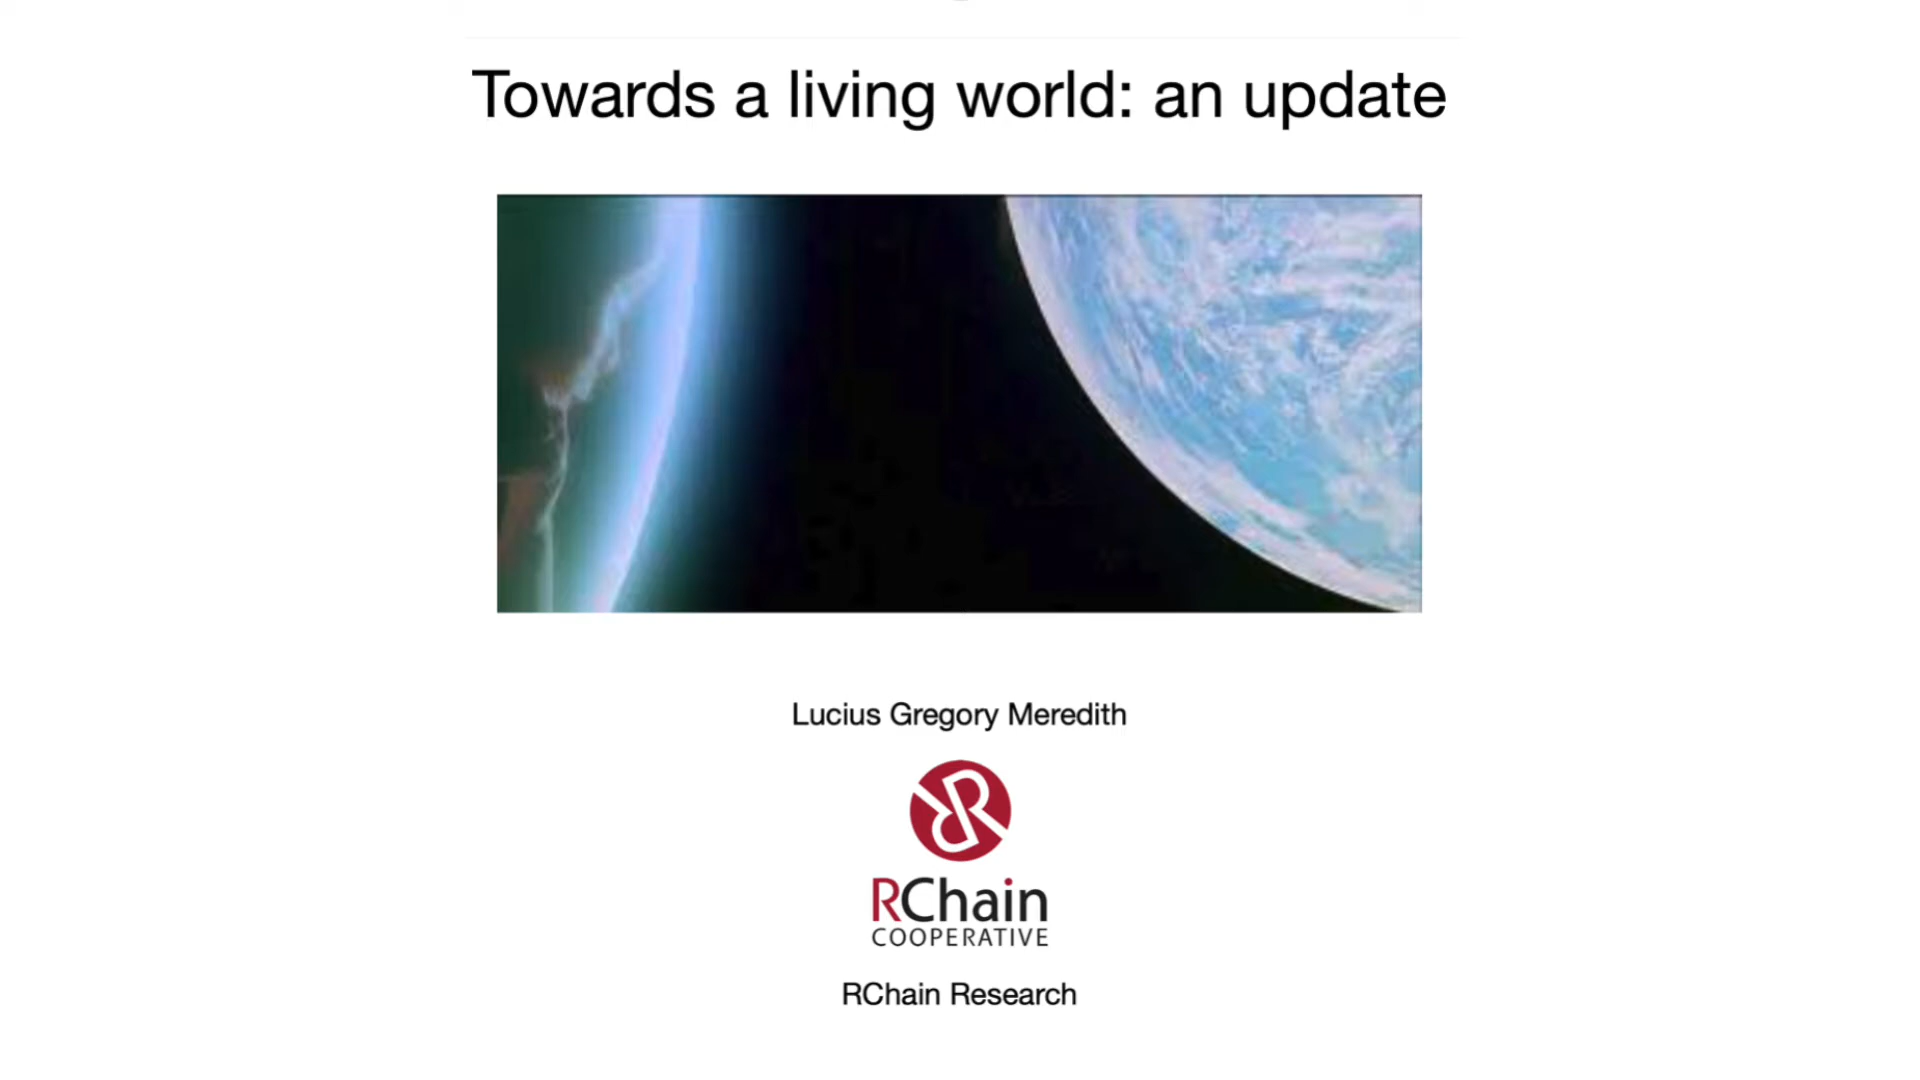 Towards a living world: an update
Lucius Gregory Meredith
RChain
COOPERATIVE
RChain Research